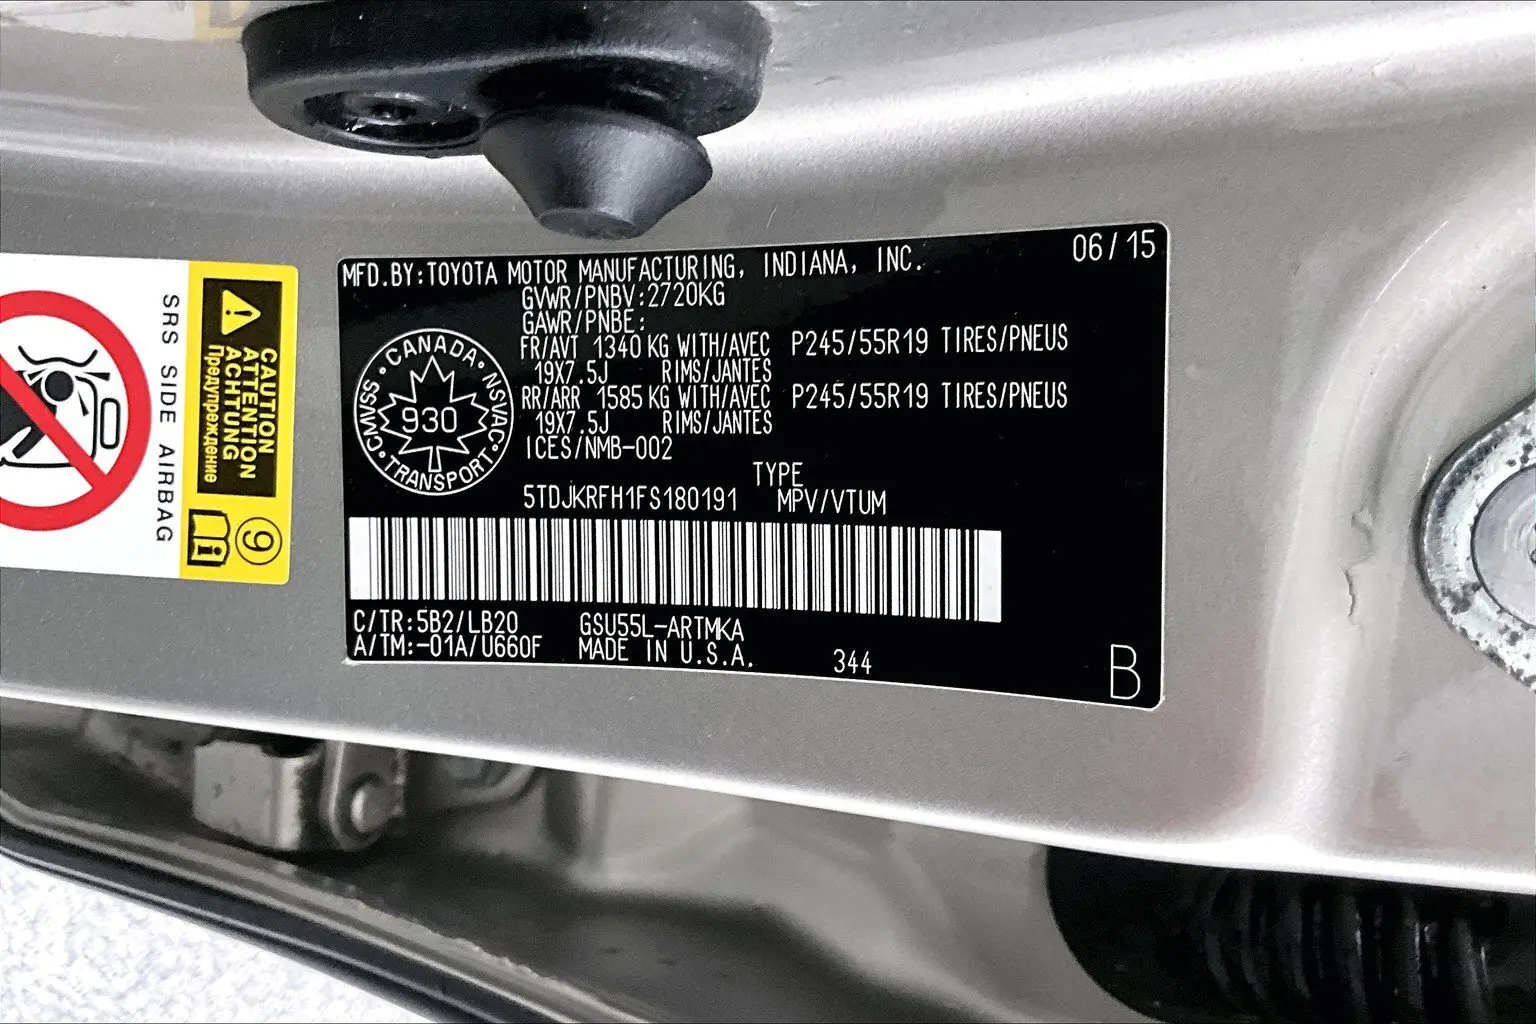 MFD.BY:TOYOTA MOTOR MANUFACTURING, INDIANA, INC. 06/15
GVWR/PNBV:2720KG
GAWR/PNBE:
FR/AVT 1340 KG WITH/AVEC P245/55R19 TIRES/PNEUS
19X7.5J RIMS/JANTES
RR/ARR 1585 KG WITH/AVEC P245/55R19 TIRES/PNEUS
19X7.5J RIMS/JANTES
ICES/NMB-002
TYPE
5TDJKRFH1FS180191 MPV/VTUM
C/TR:5B2/LB20 GSU55L-ARTMKA
A/TM:-01A/U660F MADE IN U.S.A. 344
B
CANADA
CMVSS NSVAC
930
TRANSPORT
CAUTION
ATTENTION
ACHTUNG
Предупреждение
9
SRS SIDE AIRBAG